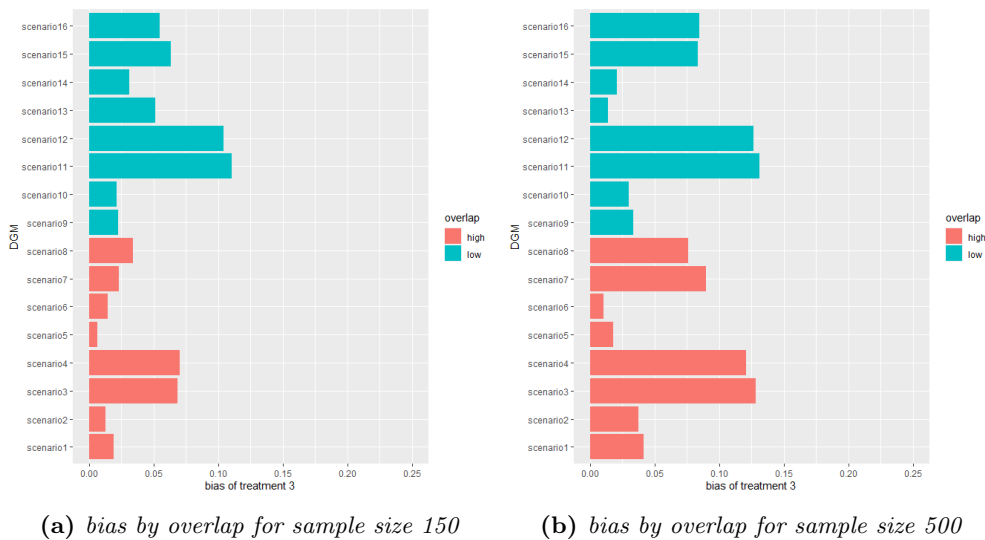 scenario16
scenario15
scenario14
scenario13
scenario12
scenario11
scenario10
scenario9
scenario8
scenario7
scenario6
scenario5
scenario4
scenario3
scenario2
scenario1
DGM
0.00 0.05 0.10 0.15 0.20 0.25
bias of treatment 3
overlap
high
low
(a) bias by overlap for sample size 150
scenario16
scenario15
scenario14
scenario13
scenario12
scenario11
scenario10
scenario9
scenario8
scenario7
scenario6
scenario5
scenario4
scenario3
scenario2
scenario1
DGM
0.00 0.05 0.10 0.15 0.20 0.25
bias of treatment 3
overlap
high
low
(b) bias by overlap for sample size 500